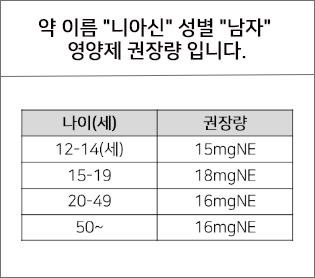 약 이름 "니아신" 성별 "남자"
영양제 권장량 입니다.
나이(세) 권장량
12-14(세) 15mgNE
15-19 18mgNE
20-49 16mgNE
50~ 16mgNE